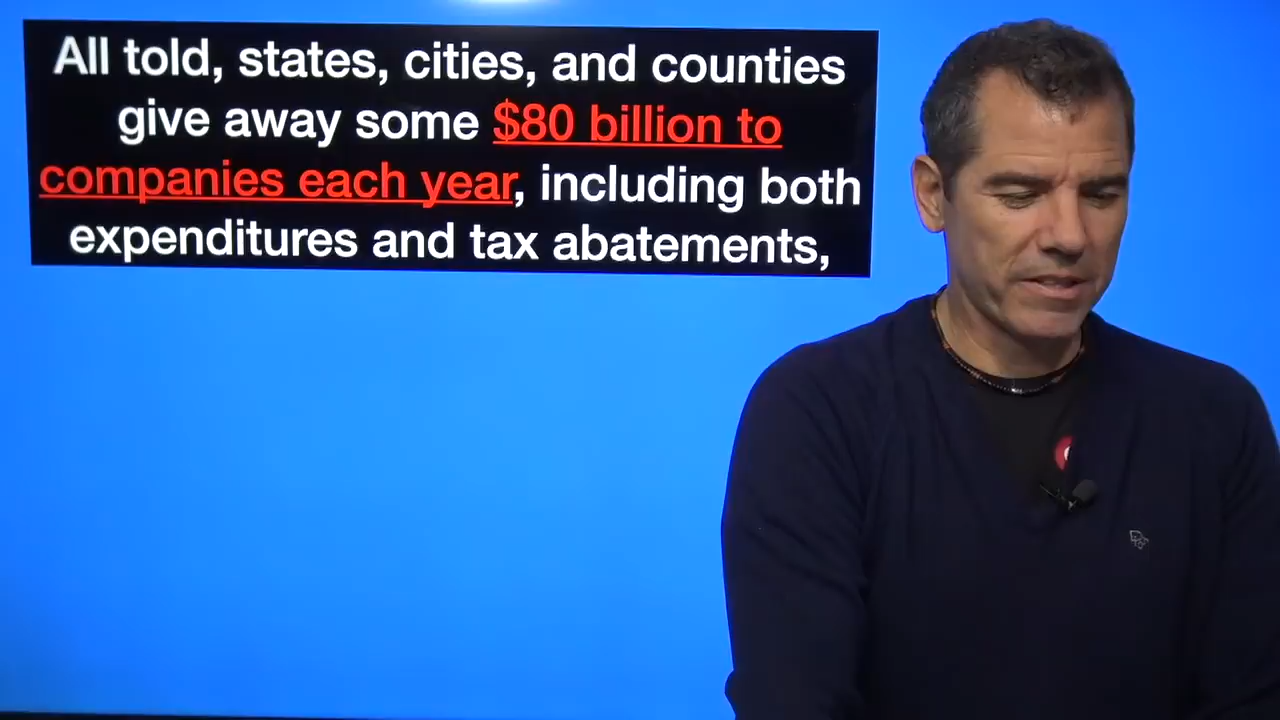 All told, states, cities, and counties
give away some $80 billion to
companies each year, including both
expenditures and tax abatements,